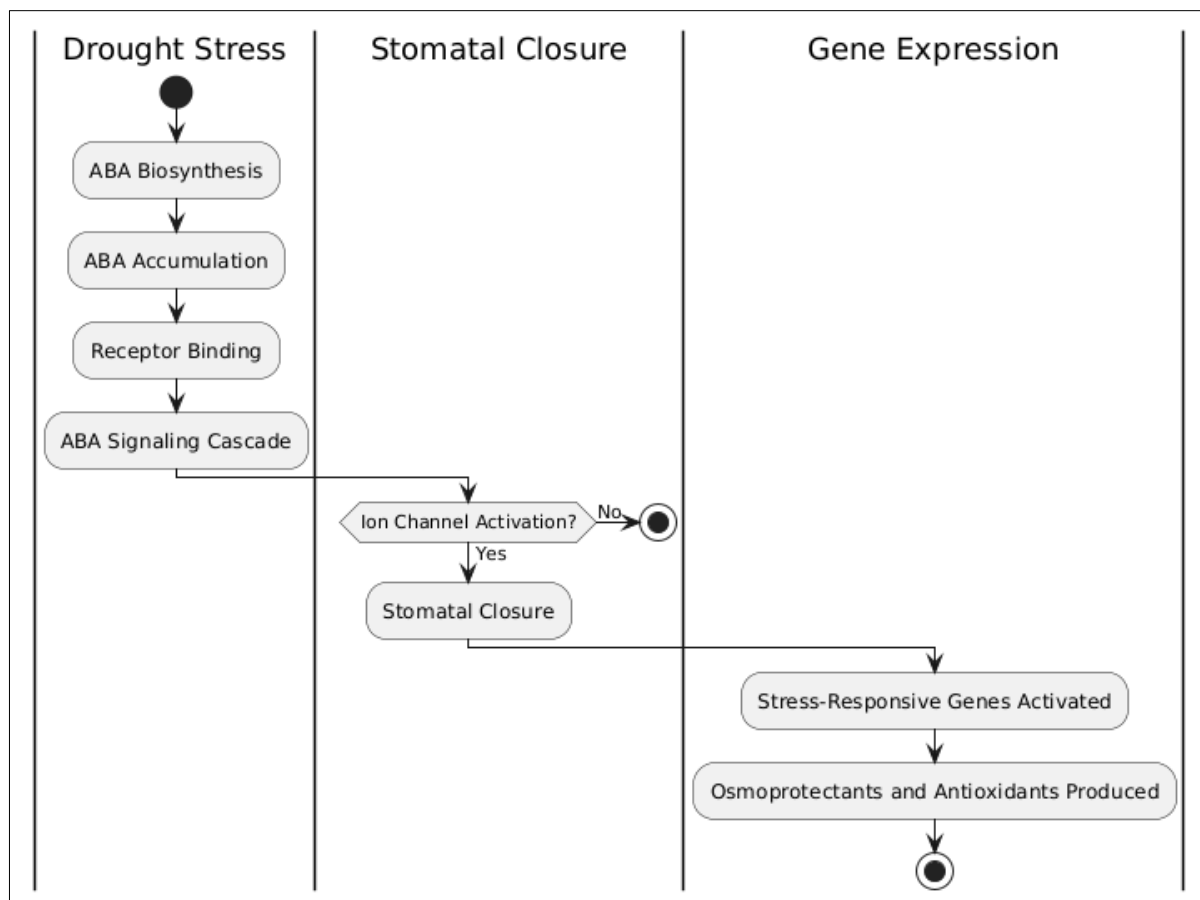 Drought Stress
Stomatal Closure
Gene Expression
ABA Biosynthesis
ABA Accumulation
Receptor Binding
ABA Signaling Cascade
Ion Channel Activation?
No
Yes
Stomatal Closure
Stress-Responsive Genes Activated
Osmoprotectants and Antioxidants Produced